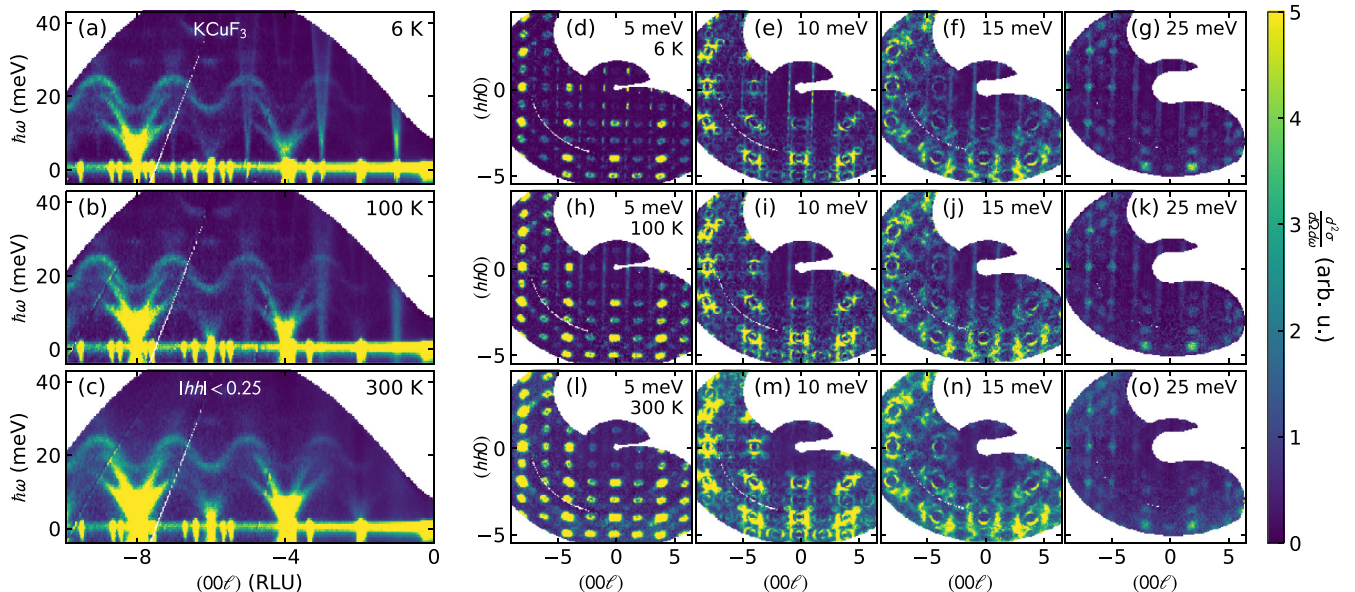 (a) KCuF₃ 6 K
ħω (meV)
40
20
0
(b) 100 K
ħω (meV)
40
20
0
(c) |hh| < 0.25 300 K
ħω (meV)
40
20
0
−8 −4 0
(00ℓ) (RLU)
(d) 5 meV
6 K
(e) 10 meV
(f) 15 meV
(g) 25 meV
(hh0)
0
−5
(h) 5 meV
100 K
(i) 10 meV
(j) 15 meV
(k) 25 meV
(hh0)
0
−5
(l) 5 meV
300 K
(m) 10 meV
(n) 15 meV
(o) 25 meV
(hh0)
0
−5
−5 0 5
−5 0 5
−5 0 5
−5 0 5
(00ℓ)
(00ℓ)
(00ℓ)
(00ℓ)
5
4
3
2
1
0
d²σ/dΩdω (arb. u.)